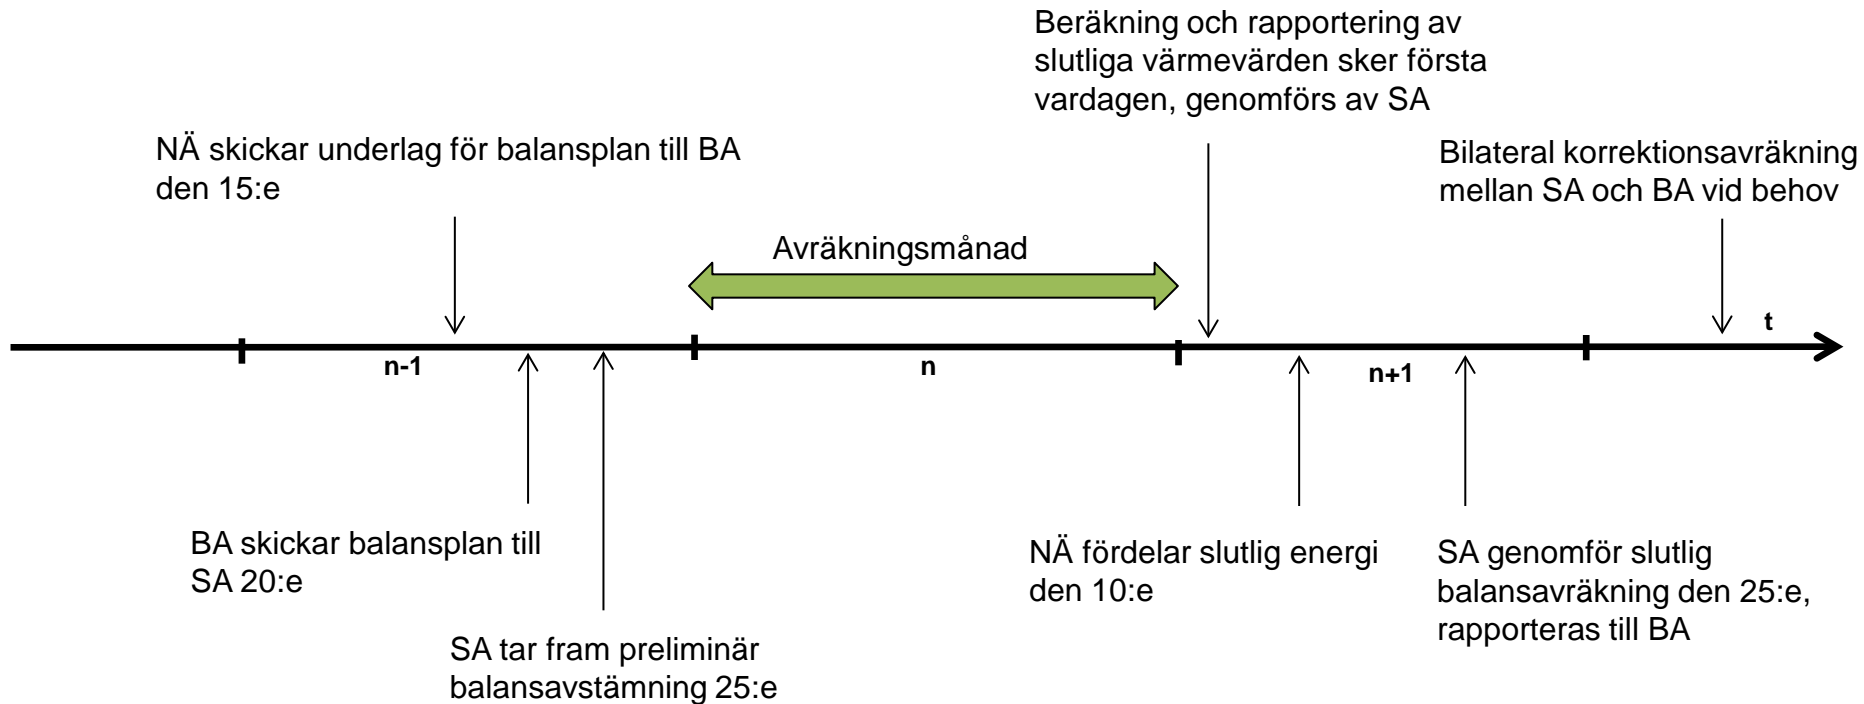 Beräkning och rapportering av
slutliga värmevärden sker första
vardagen, genomförs av SA
NÄ skickar underlag för balansplan till BA
den 15:e
Bilateral korrektionsavräkning
mellan SA och BA vid behov
Avräkningsmånad
t
n-1
n
n+1
BA skickar balansplan till
SA 20:e
NÄ fördelar slutlig energi
den 10:e
SA genomför slutlig
balansavräkning den 25:e,
rapporteras till BA
SA tar fram preliminär
balansavstämning 25:e